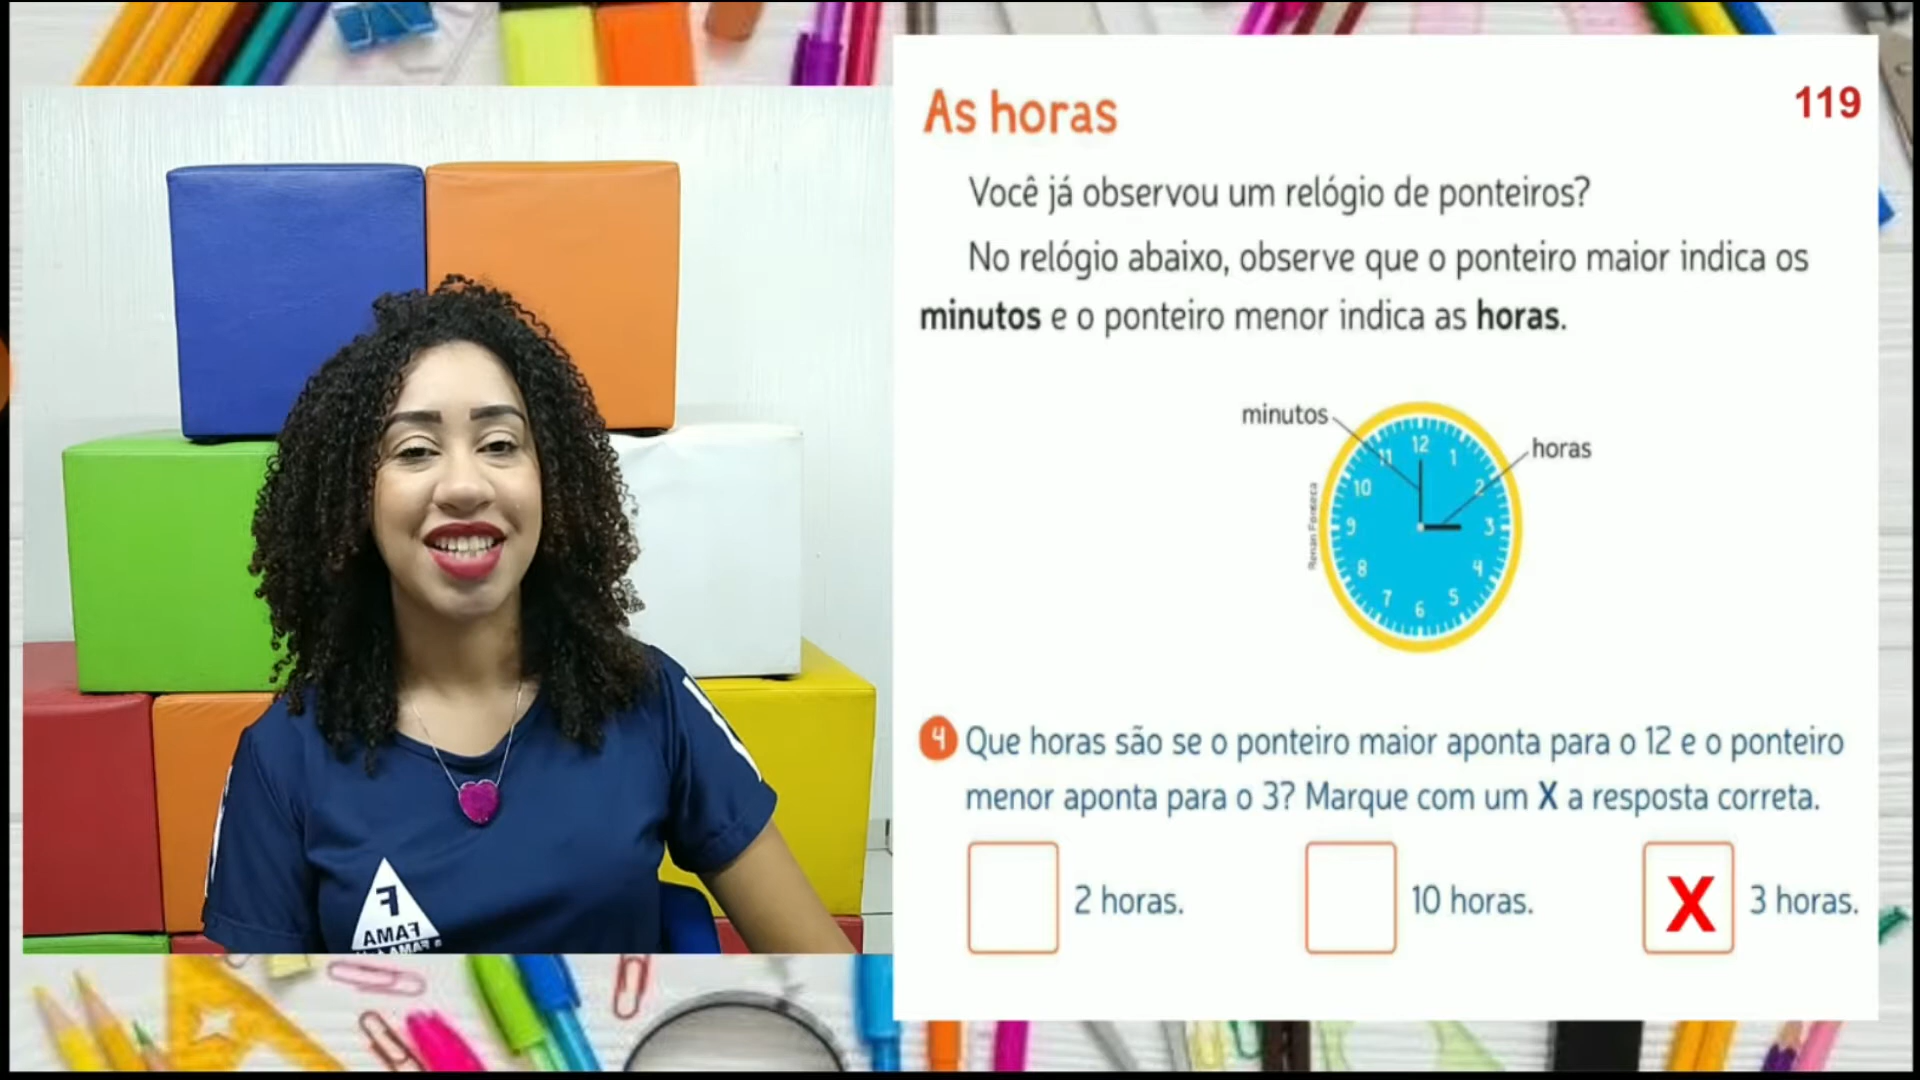 As horas
119
Você já observou um relógio de ponteiros?
No relógio abaixo, observe que o ponteiro maior indica os
minutos e o ponteiro menor indica as horas.
minutos
horas
12
1
2
3
4
5
6
7
8
9
10
11
Renan Fonseca
4 Que horas são se o ponteiro maior aponta para o 12 e o ponteiro
menor aponta para o 3? Marque com um X a resposta correta.
2 horas.
10 horas.
X 3 horas.
F
FAMA